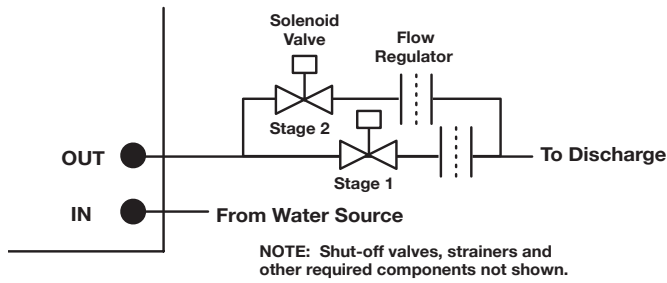 Solenoid
Valve
Flow
Regulator
Stage 2
OUT
To Discharge
Stage 1
IN
From Water Source
NOTE: Shut-off valves, strainers and
other required components not shown.